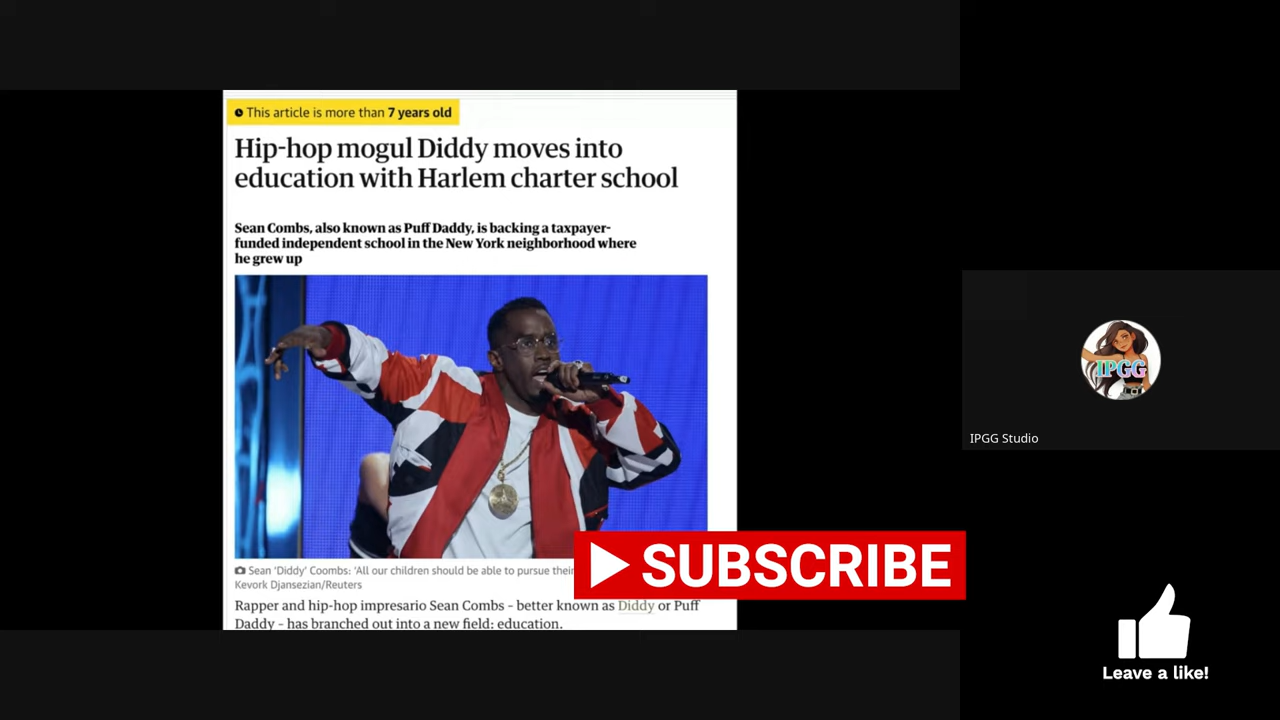 This article is more than 7 years old
Hip-hop mogul Diddy moves into
education with Harlem charter school
Sean Combs, also known as Puff Daddy, is backing a taxpayer-
funded independent school in the New York neighborhood where
he grew up
Sean 'Diddy' Coombs: 'All our children should be able to pursue their
Kevork Djansezian/Reuters
Rapper and hip-hop impresario Sean Combs – better known as Diddy or Puff
Daddy – has branched out into a new field: education.
SUBSCRIBE
IPGG
IPGG Studio
Leave a like!